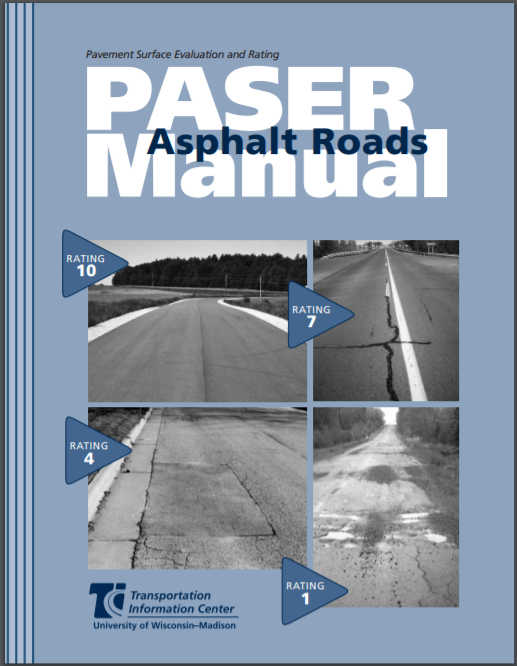 Pavement Surface Evaluation and Rating
PASER
Asphalt Roads
Manual
RATING
10
RATING
7
RATING
4
RATING
1
TIC
Transportation
Information Center
University of Wisconsin–Madison